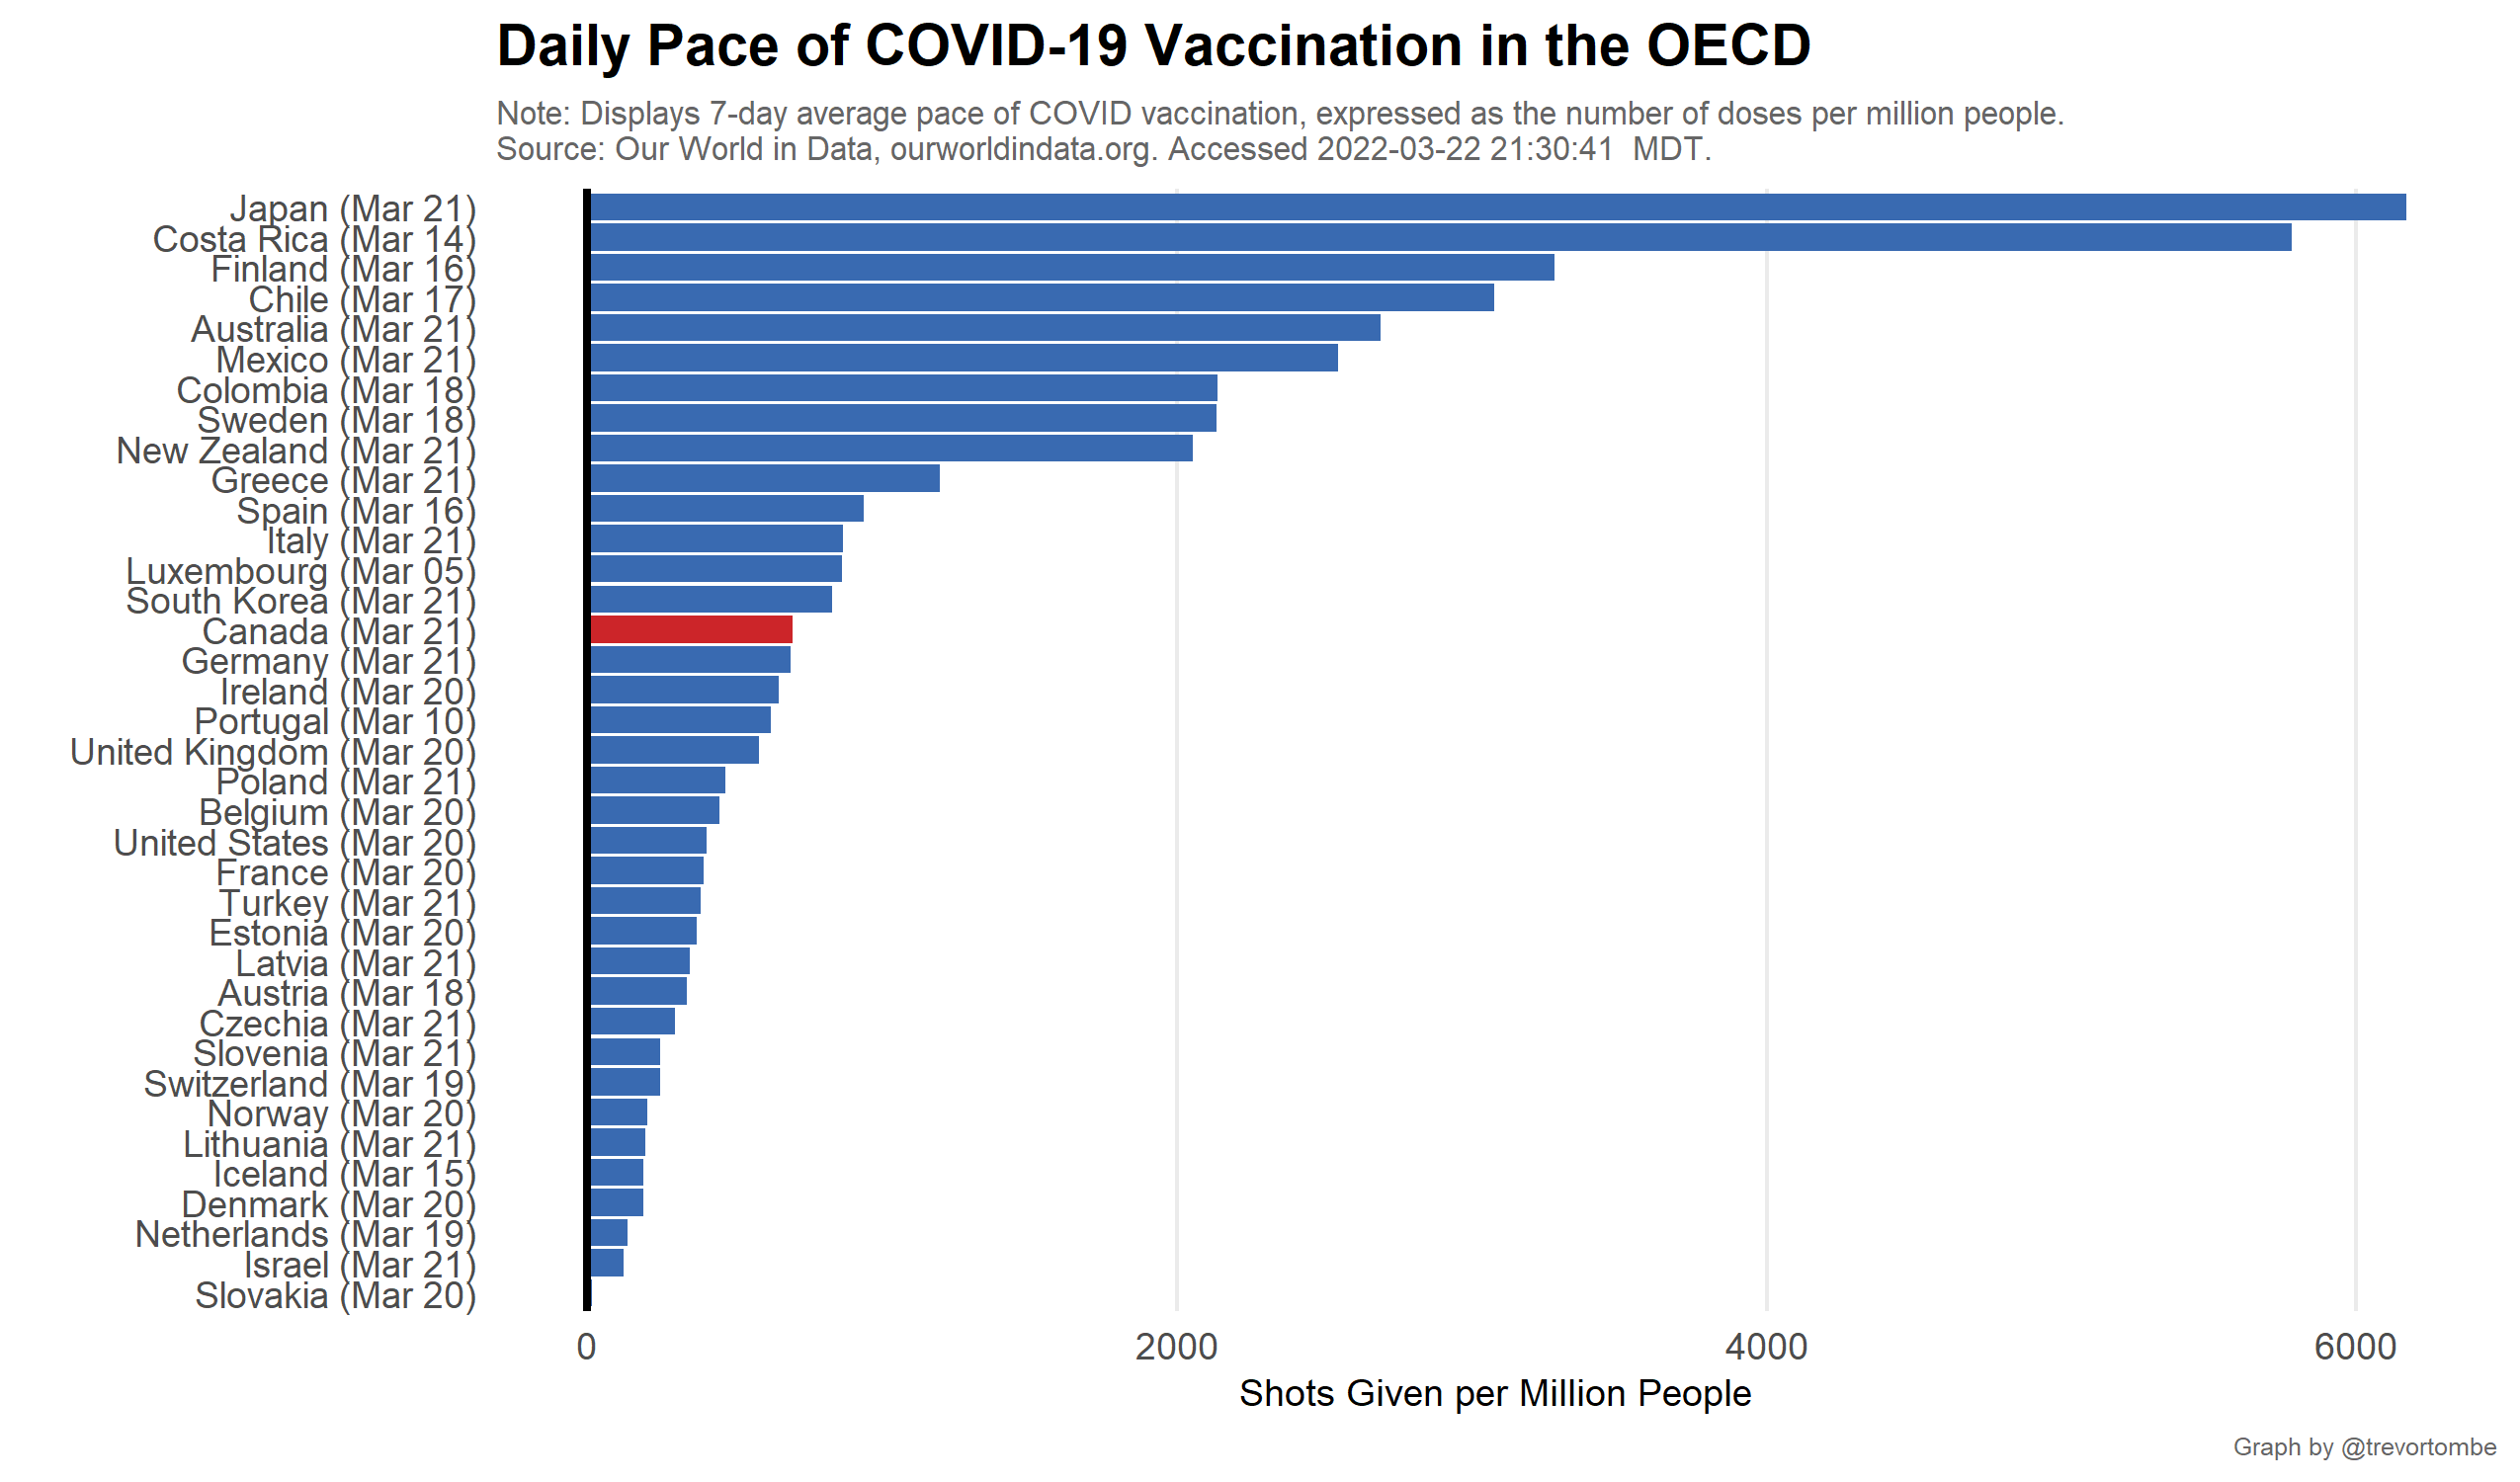 Daily Pace of COVID-19 Vaccination in the OECD
Note: Displays 7-day average pace of COVID vaccination, expressed as the number of doses per million people.
Source: Our World in Data, ourworldindata.org. Accessed 2022-03-22 21:30:41  MDT.
Japan (Mar 21)
Costa Rica (Mar 14)
Finland (Mar 16)
Chile (Mar 17)
Australia (Mar 21)
Mexico (Mar 21)
Colombia (Mar 18)
Sweden (Mar 18)
New Zealand (Mar 21)
Greece (Mar 21)
Spain (Mar 16)
Italy (Mar 21)
Luxembourg (Mar 05)
South Korea (Mar 21)
Canada (Mar 21)
Germany (Mar 21)
Ireland (Mar 20)
Portugal (Mar 10)
United Kingdom (Mar 20)
Poland (Mar 21)
Belgium (Mar 20)
United States (Mar 20)
France (Mar 20)
Turkey (Mar 21)
Estonia (Mar 20)
Latvia (Mar 21)
Austria (Mar 18)
Czechia (Mar 21)
Slovenia (Mar 21)
Switzerland (Mar 19)
Norway (Mar 20)
Lithuania (Mar 21)
Iceland (Mar 15)
Denmark (Mar 20)
Netherlands (Mar 19)
Israel (Mar 21)
Slovakia (Mar 20)
0 2000 4000 6000
Shots Given per Million People
Graph by @trevortombe